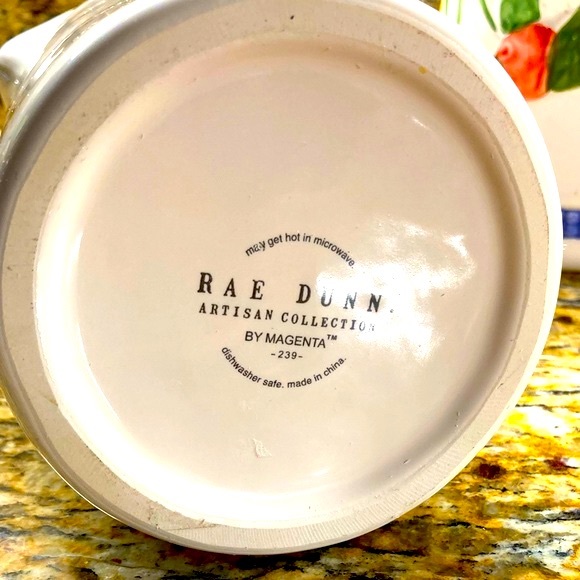 may get hot in microwave.
RAE DUNN.
ARTISAN COLLECTION
BY MAGENTA™
-239-
dishwasher safe. made in china.